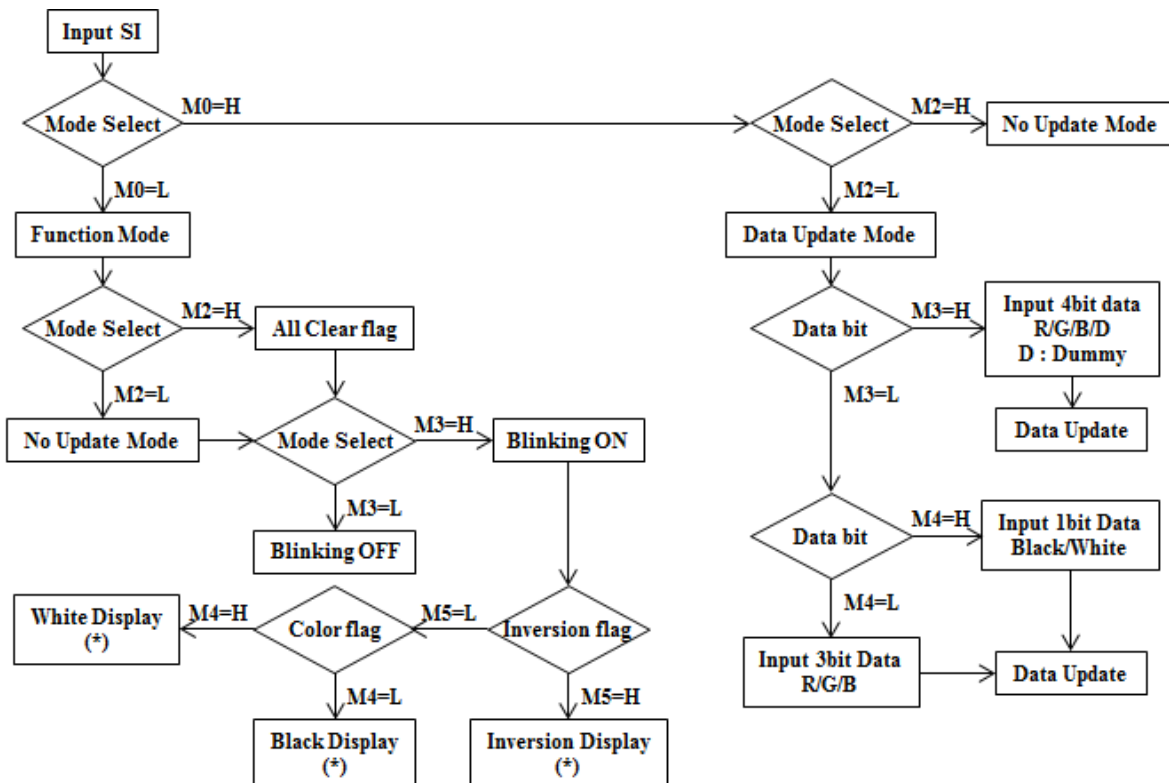 Input SI
Mode Select
M0=H
Mode Select
M2=H
No Update Mode
M0=L
M2=L
Function Mode
Data Update Mode
Mode Select
M2=H
All Clear flag
Data bit
M3=H
Input 4bit data
R/G/B/D
D : Dummy
M2=L
M3=L
No Update Mode
Mode Select
M3=H
Blinking ON
Data Update
M3=L
Blinking OFF
Data bit
M4=H
Input 1bit Data
Black/White
White Display
(*)
M4=H
Color flag
M5=L
Inversion flag
M4=L
Input 3bit Data
R/G/B
Data Update
M4=L
M5=H
Black Display
(*)
Inversion Display
(*)